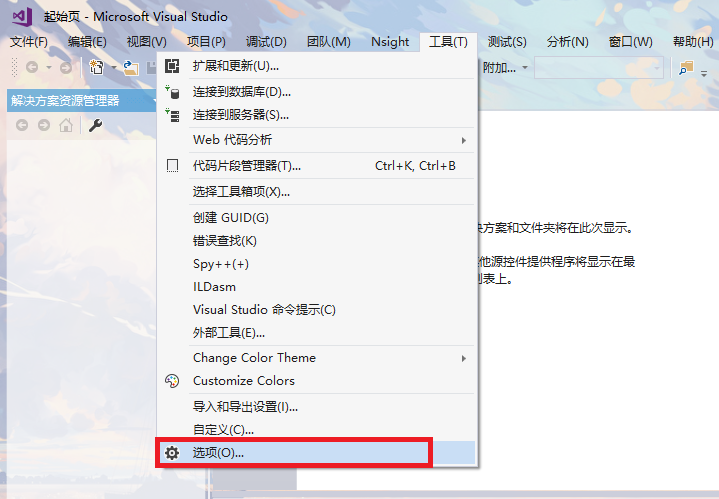 起始页 - Microsoft Visual Studio
文件(F) 编辑(E) 视图(V) 项目(P) 调试(D) 团队(M) Nsight 工具(T) 测试(S) 分析(N) 窗口(W) 帮助(H)
附加...
解决方案资源管理器
扩展和更新(U)...
连接到数据库(D)...
连接到服务器(S)...
Web 代码分析
代码片段管理器(T)... Ctrl+K, Ctrl+B
选择工具箱项(X)...
创建 GUID(G)
错误查找(K)
Spy++(+)
ILDasm
Visual Studio 命令提示(C)
外部工具(E)...
Change Color Theme
Customize Colors
导入和导出设置(I)...
自定义(C)...
选项(O)...
决方案和文件夹将在此次显示。
他源控件提供程序将显示在最
列表上。